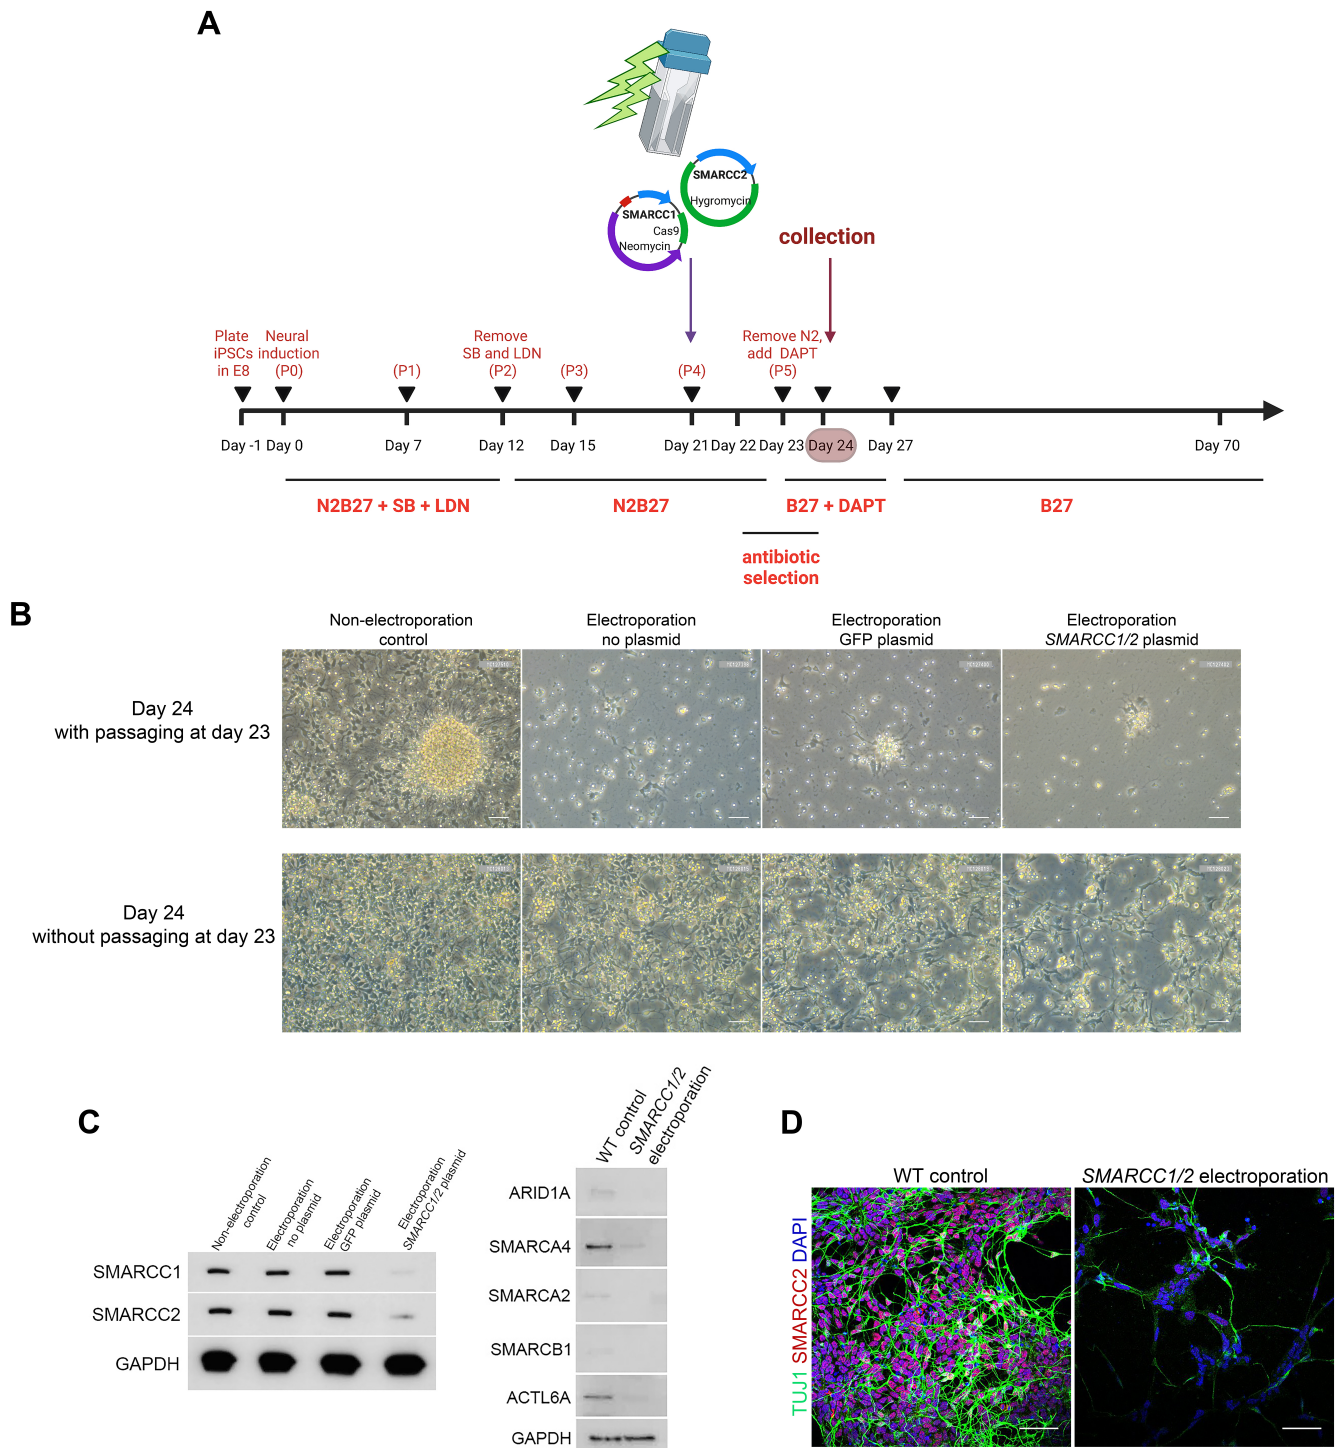 A
SMARCC2
Hygromycin
SMARCC1
Cas9
Neomycin
collection
Plate
iPSCs
in E8
Neural
induction
(P0)
(P1)
Remove
SB and LDN
(P2)
(P3)
(P4)
Remove N2,
add DAPT
(P5)
Day -1 Day 0 Day 7 Day 12 Day 15 Day 21 Day 22 Day 23 Day 24 Day 27 Day 70
N2B27 + SB + LDN N2B27 B27 + DAPT B27
antibiotic
selection
B
Non-electroporation
control
Electroporation
no plasmid
Electroporation
GFP plasmid
Electroporation
SMARCC1/2 plasmid
Day 24
with passaging at day 23
Day 24
without passaging at day 23
C
Non-electroporation
control
Electroporation
no plasmid
Electroporation
GFP plasmid
Electroporation
SMARCC1/2 plasmid
SMARCC1
SMARCC2
GAPDH
WT control
SMARCC1/2
electroporation
ARID1A
SMARCA4
SMARCA2
SMARCB1
ACTL6A
GAPDH
D
WT control
SMARCC1/2 electroporation
TUJ1 SMARCC2 DAPI